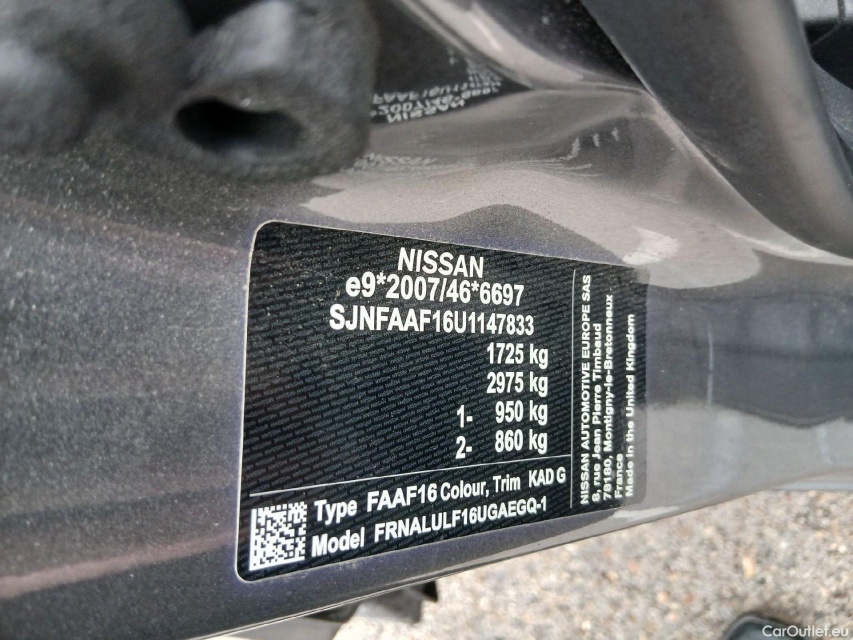 NISSAN
e9*2007/46*6697
SJNFAAF16U1147833
1725 kg
2975 kg
1- 950 kg
2- 860 kg
Type FAAF16 Colour, Trim KAD G
Model FRNALULF16UGAEGQ-1
NISSAN AUTOMOTIVE EUROPE SAS
8, rue Jean Pierre Timbaud
78180, Montigny-le-Bretonneux
France
Made in the United Kingdom
CarOutlet.eu